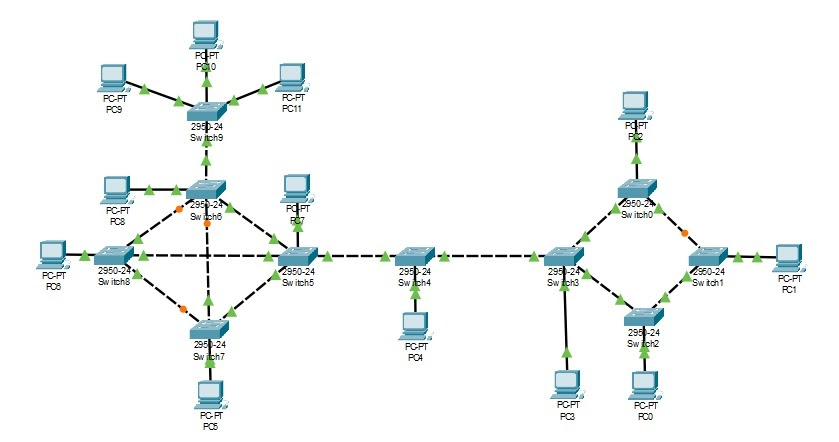 PC-PT
PC10
PC-PT
PC9
PC-PT
PC11
2950-24
Switch9
PC-PT
PC2
PC-PT
PC8
2950-24
Switch6
PC-PT
PC7
2950-24
Switch0
PC-PT
PC6
2950-24
Switch8
2950-24
Switch5
2950-24
Switch4
2950-24
Switch3
2950-24
Switch1
PC-PT
PC1
2950-24
Switch7
PC-PT
PC4
2950-24
Switch2
PC-PT
PC5
PC-PT
PC3
PC-PT
PC0